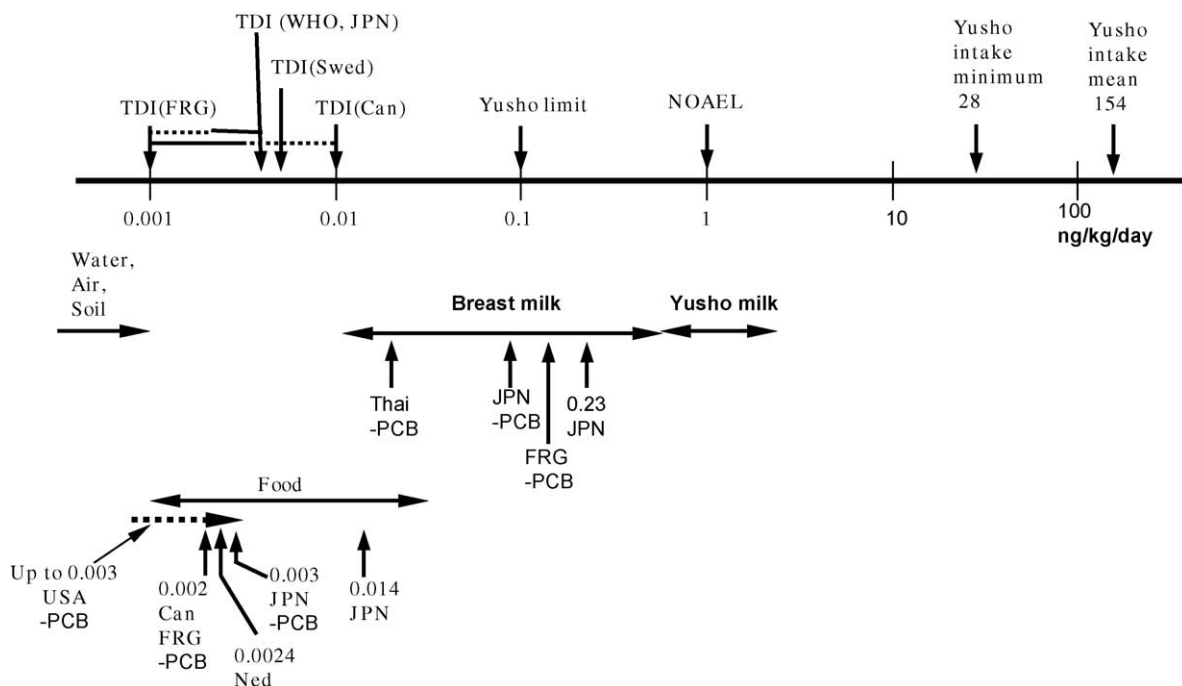 TDI (WHO, JPN)
TDI(Swed)
TDI(FRG)
TDI(Can)
Yusho limit
NOAEL
Yusho
intake
minimum
28
Yusho
intake
mean
154
0.001
0.01
0.1
1
10
100
ng/kg/day
Water,
Air,
Soil
Breast milk
Yusho milk
Thai
-PCB
JPN
-PCB
FRG
-PCB
0.23
JPN
Food
Up to 0.003
USA
-PCB
0.002
Can
FRG
-PCB
0.0024
Ned
0.003
JPN
-PCB
0.014
JPN